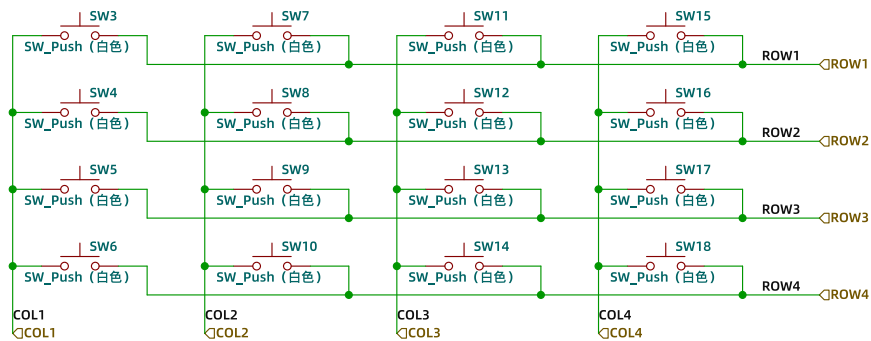 SW3 SW7 SW11 SW15
SW_Push (白色) SW_Push (白色) SW_Push (白色) SW_Push (白色)
ROW1 ROW1
SW4 SW8 SW12 SW16
SW_Push (白色) SW_Push (白色) SW_Push (白色) SW_Push (白色)
ROW2 ROW2
SW5 SW9 SW13 SW17
SW_Push (白色) SW_Push (白色) SW_Push (白色) SW_Push (白色)
ROW3 ROW3
SW6 SW10 SW14 SW18
SW_Push (白色) SW_Push (白色) SW_Push (白色) SW_Push (白色)
ROW4 ROW4
COL1 COL2 COL3 COL4
COL1 COL2 COL3 COL4